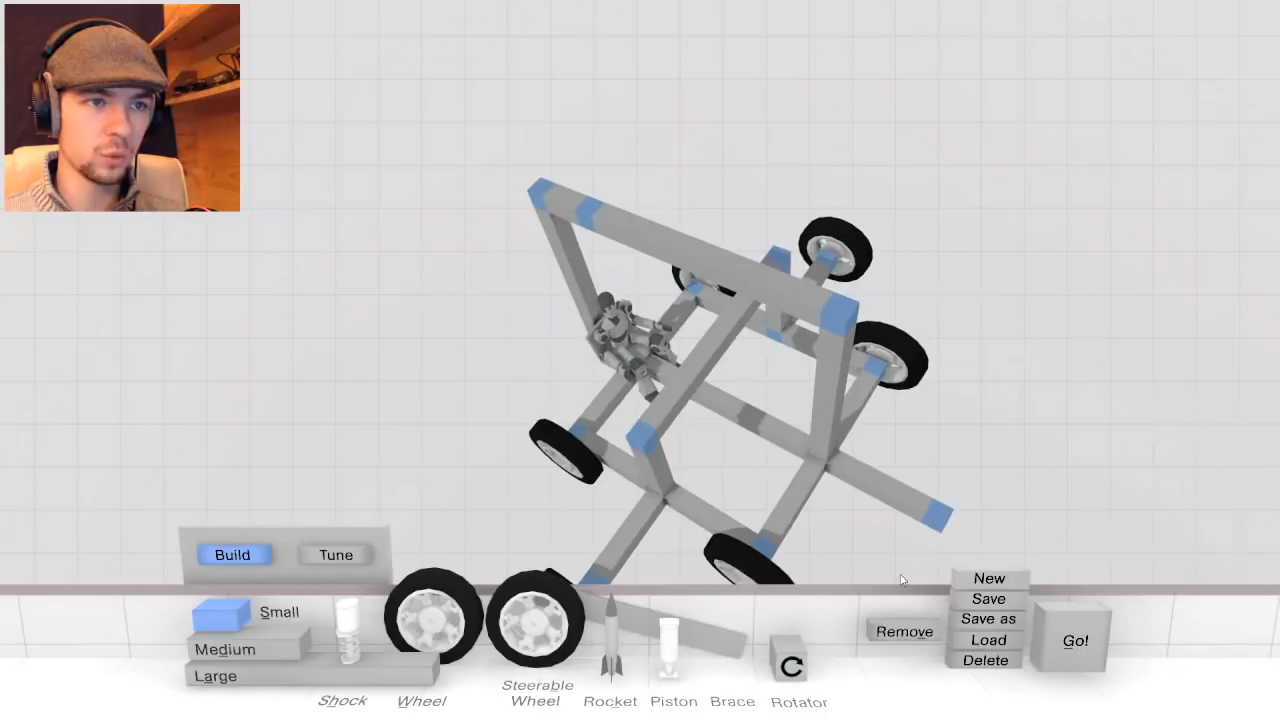 Build
Tune
Small
Medium
Large
Shock
Wheel
Steerable
Wheel
Rocket
Piston
Brace
Rotator
Remove
New
Save
Save as
Load
Delete
Go!